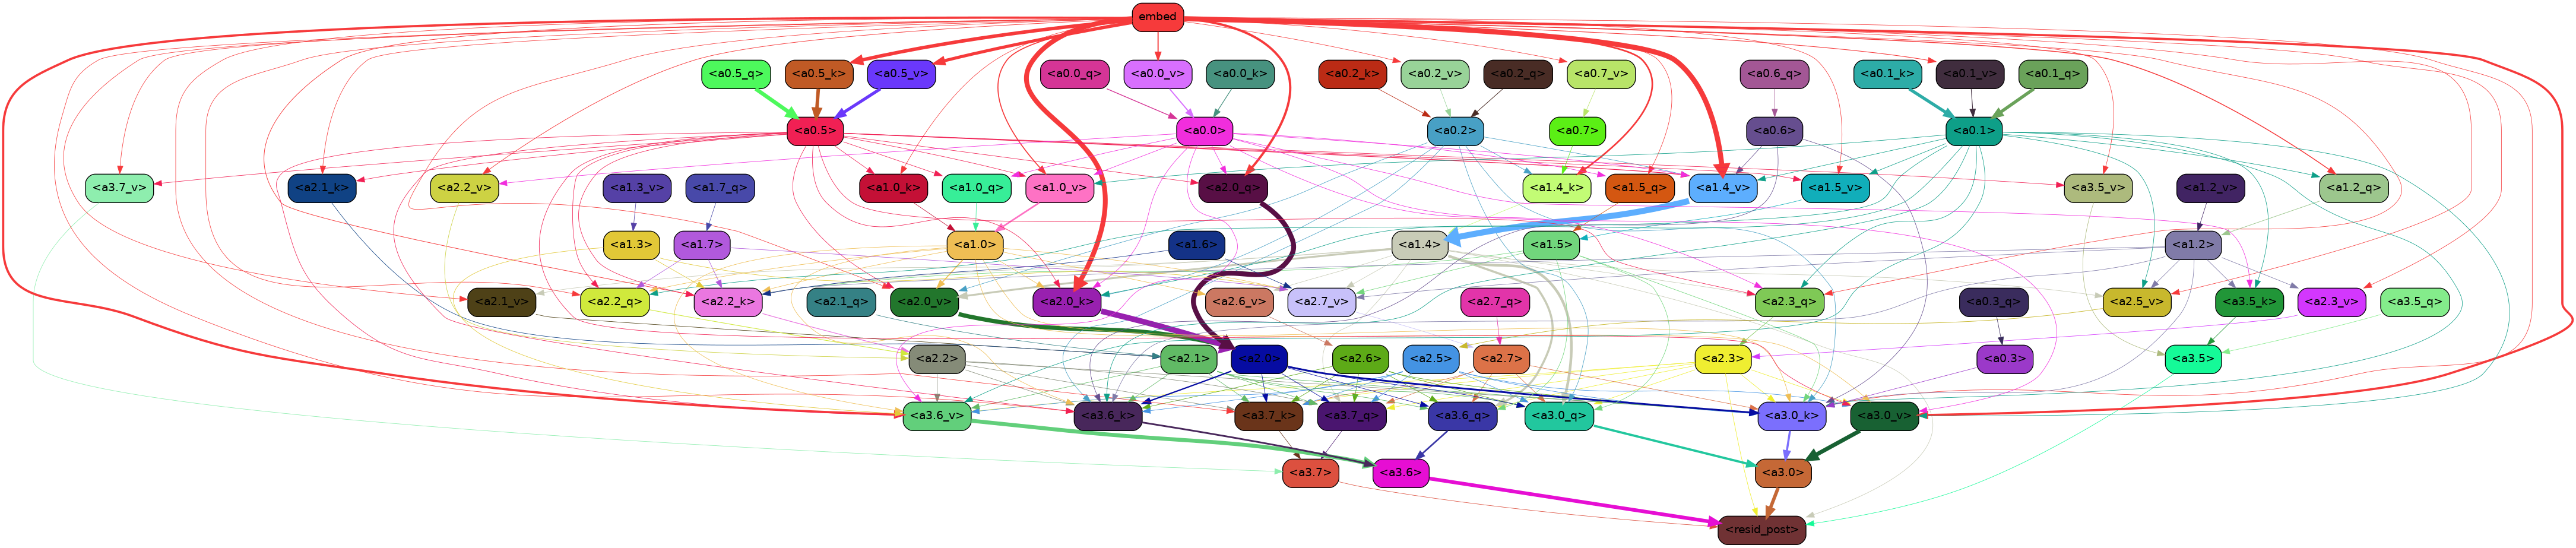 embed
<a0.5_q> <a0.5_k> <a0.5_v> <a0.0_q> <a0.0_v> <a0.0_k> <a0.2_k> <a0.2_v> <a0.2_q> <a0.7_v> <a0.6_q> <a0.1_k> <a0.1_v> <a0.1_q>
<a0.5> <a0.0> <a0.2> <a0.7> <a0.6> <a0.1>
<a3.7_v> <a2.1_k> <a2.2_v> <a1.3_v> <a1.7_q> <a1.0_k> <a1.0_q> <a1.0_v> <a2.0_q> <a1.4_k> <a1.5_q> <a1.4_v> <a1.5_v> <a3.5_v> <a1.2_v> <a1.2_q>
<a1.3> <a1.7> <a1.0> <a1.6> <a1.4> <a1.5> <a1.2>
<a2.1_v> <a2.2_q> <a2.2_k> <a2.1_q> <a2.0_v> <a2.0_k> <a2.6_v> <a2.7_v> <a2.7_q> <a2.3_q> <a0.3_q> <a2.5_v> <a3.5_k> <a2.3_v> <a3.5_q>
<a2.2> <a2.1> <a2.0> <a2.6> <a2.5> <a2.7> <a2.3> <a0.3> <a3.5>
<a3.6_v> <a3.6_k> <a3.7_k> <a3.7_q> <a3.6_q> <a3.0_q> <a3.0_k> <a3.0_v>
<a3.7> <a3.6> <a3.0>
<resid_post>